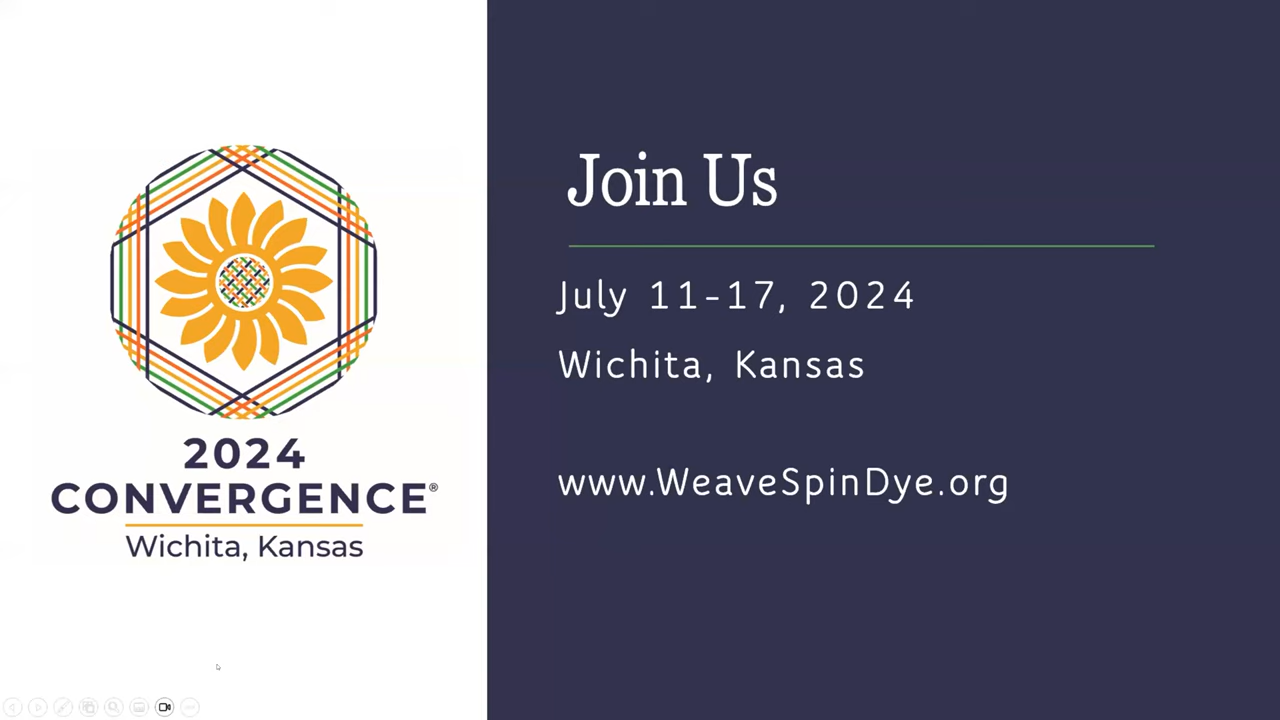 2024
CONVERGENCE®
Wichita, Kansas
Join Us
July 11-17, 2024
Wichita, Kansas
www.WeaveSpinDye.org